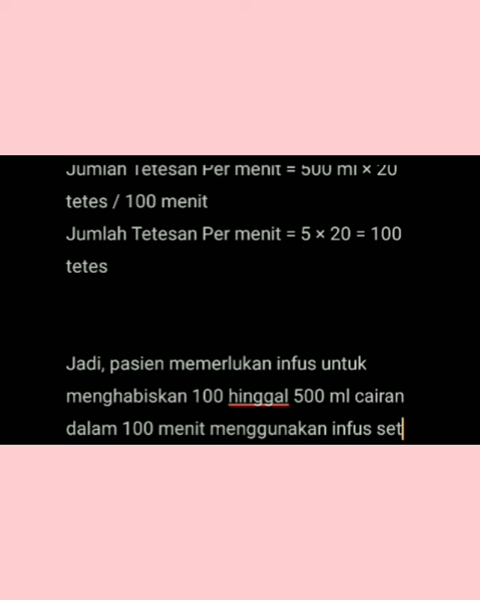 Jumlah Tetesan Per menit = 500 ml × 20
tetes / 100 menit
Jumlah Tetesan Per menit = 5 × 20 = 100
tetes
Jadi, pasien memerlukan infus untuk
menghabiskan 100 hinggal 500 ml cairan
dalam 100 menit menggunakan infus set